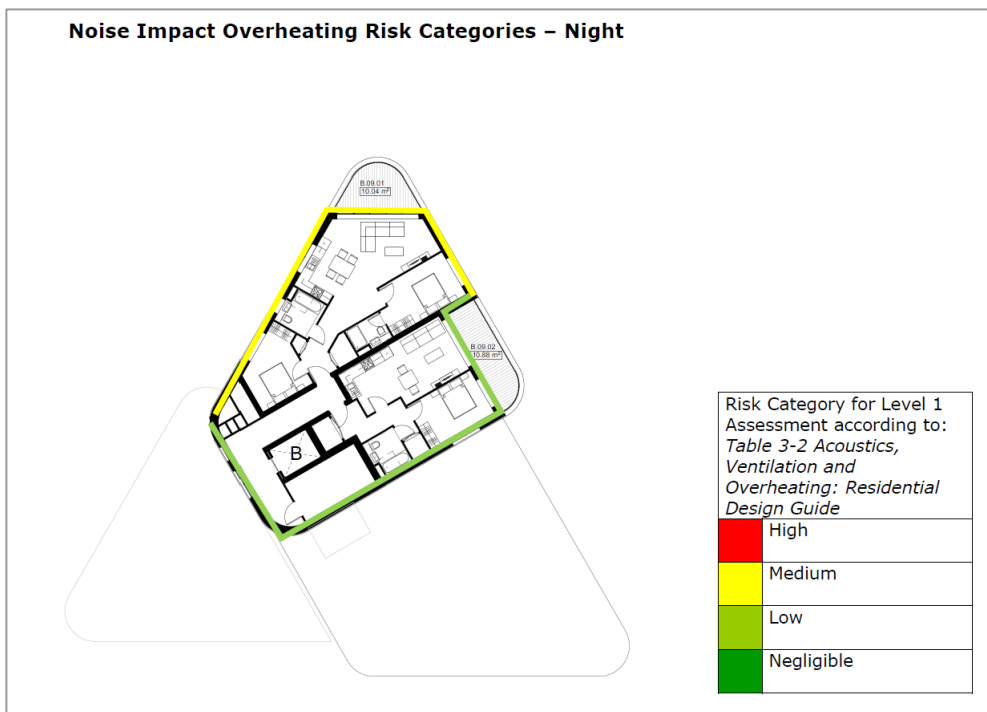 Noise Impact Overheating Risk Categories – Night
B.09.01
10.04 m²
B.09.02
10.88 m²
B
Risk Category for Level 1
Assessment according to:
Table 3-2 Acoustics,
Ventilation and
Overheating: Residential
Design Guide
High
Medium
Low
Negligible